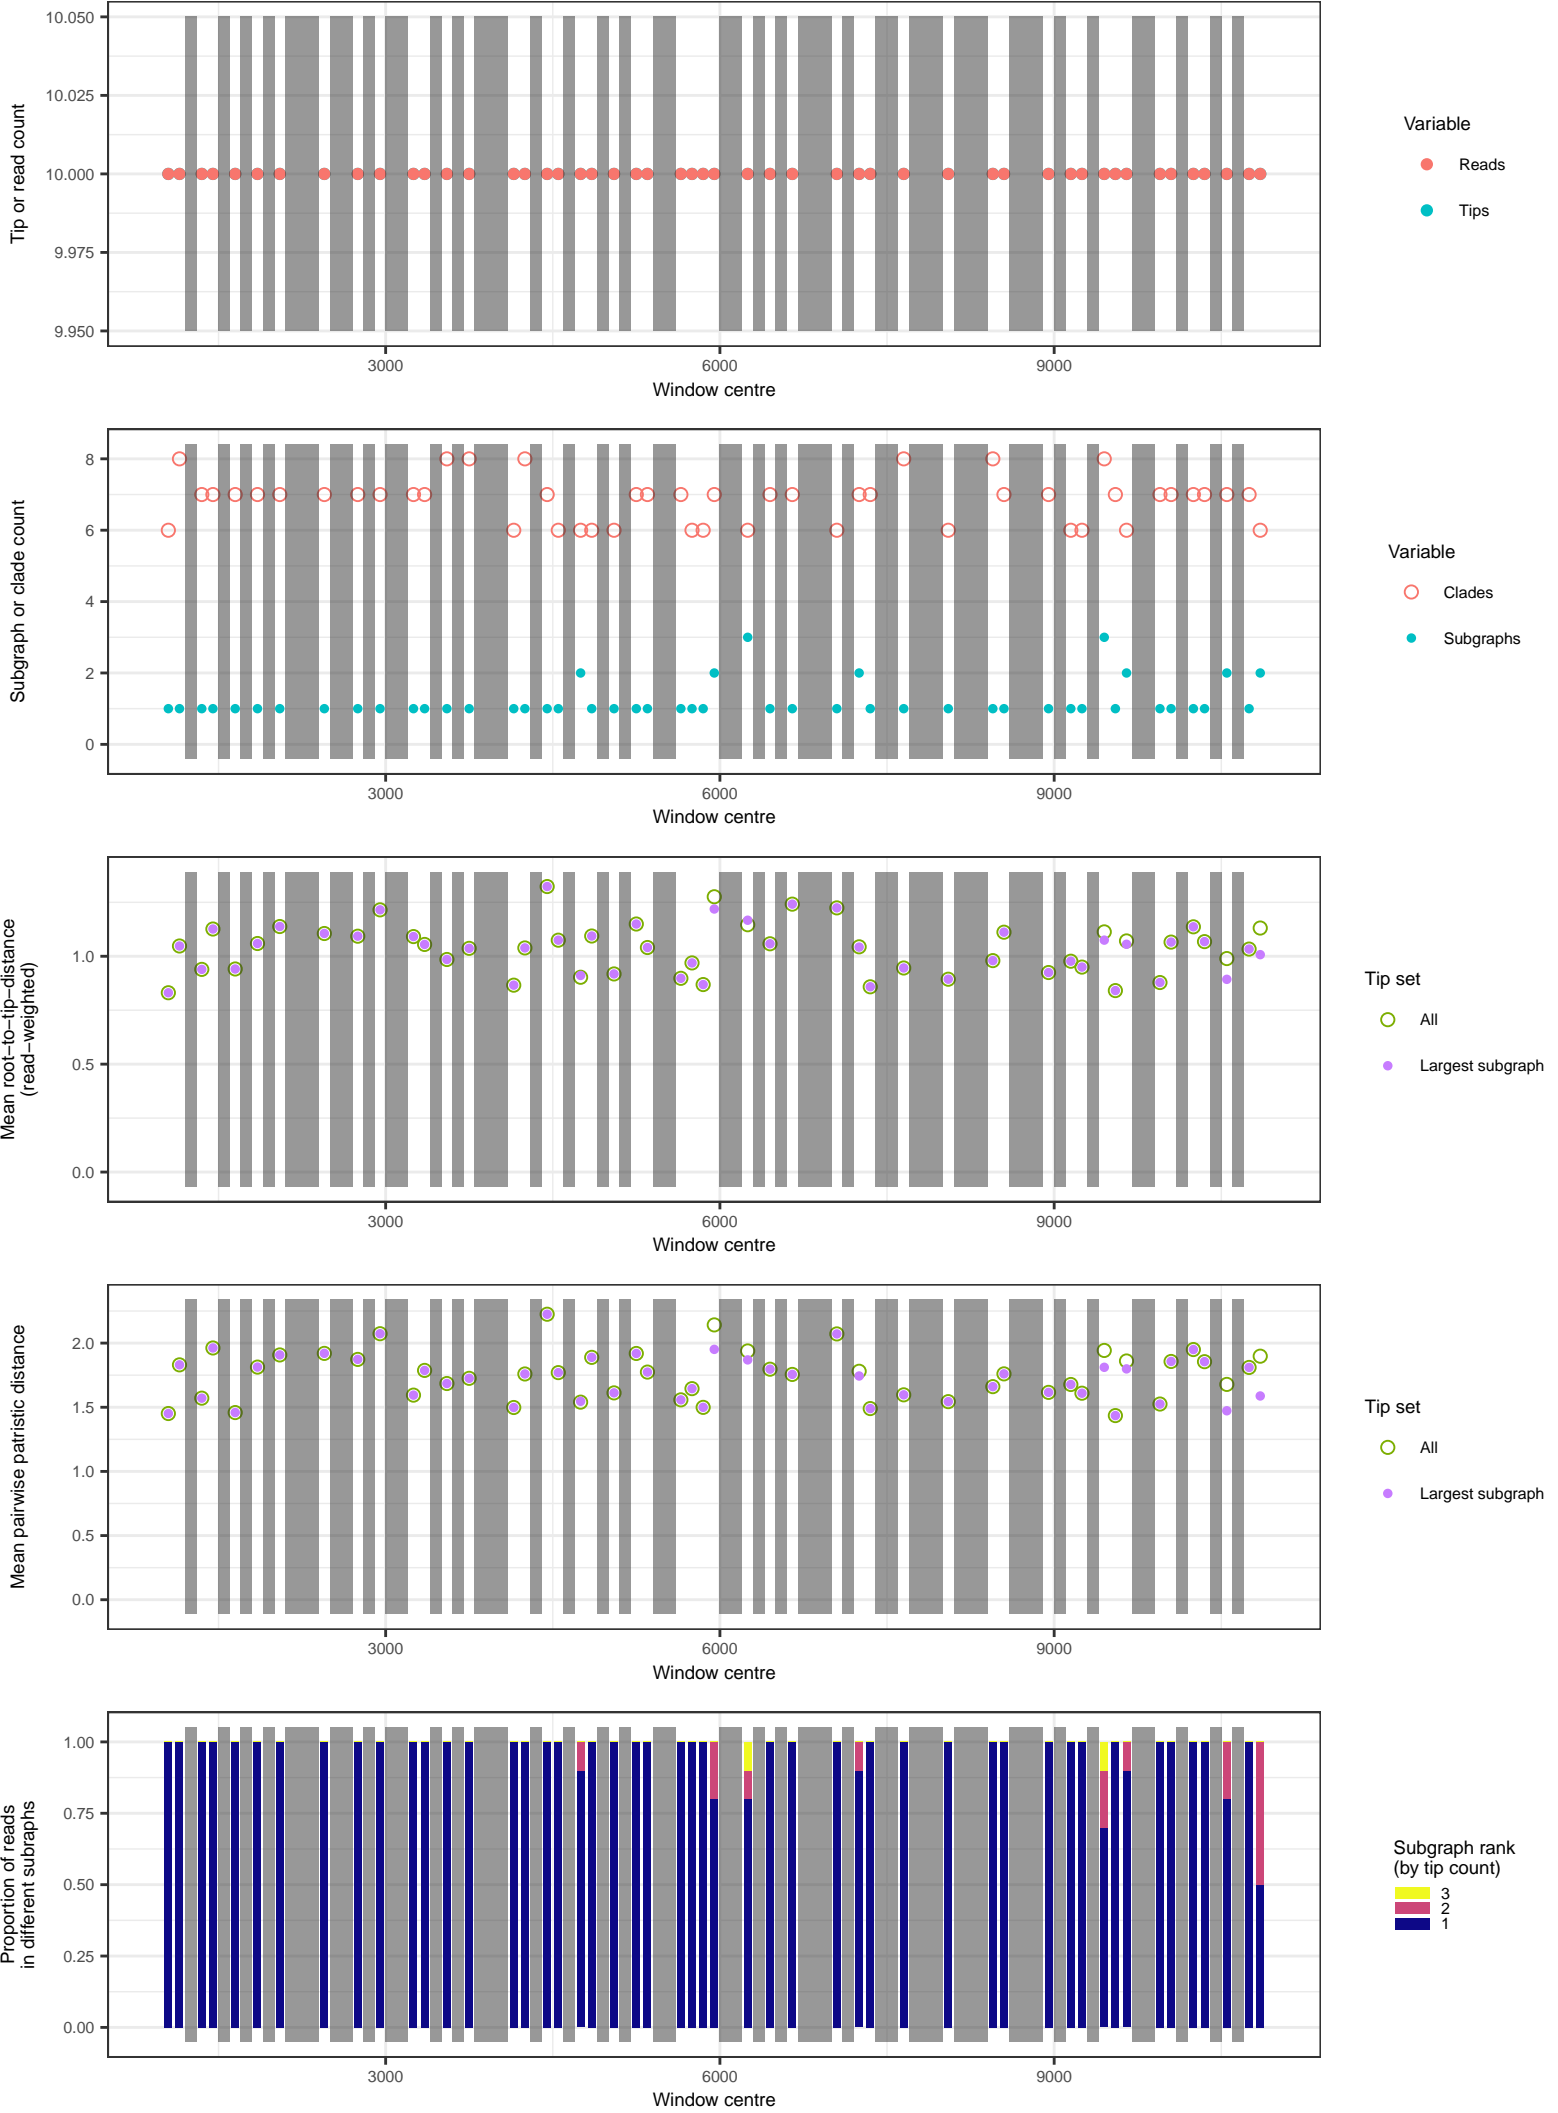 10.050
10.025
10.000
9.975
9.950
Tip or read count
3000
6000
9000
Window centre
Variable
Reads
Tips
8
6
4
2
0
Subgraph or clade count
3000
6000
9000
Window centre
Variable
Clades
Subgraphs
1.0
0.5
0.0
Mean root−to−tip−distance
(read−weighted)
3000
6000
9000
Window centre
Tip set
All
Largest subgraph
2.0
1.5
1.0
0.5
0.0
Mean pairwise patristic distance
3000
6000
9000
Window centre
Tip set
All
Largest subgraph
1.00
0.75
0.50
0.25
0.00
Proportion of reads
in different subraphs
3000
6000
9000
Window centre
Subgraph rank
(by tip count)
3
2
1